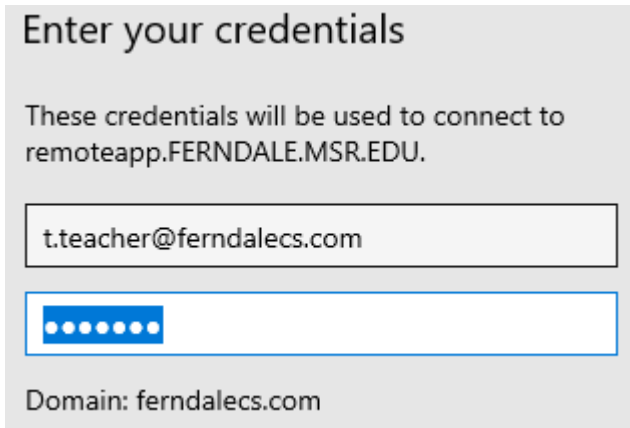 Enter your credentials
These credentials will be used to connect to
remoteapp.FERNDALE.MSR.EDU.
t.teacher@ferndalecs.com
●●●●●●●
Domain: ferndalecs.com